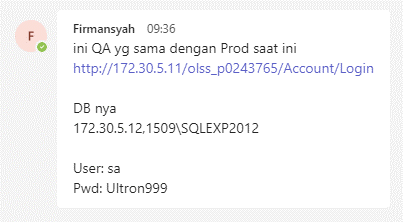 F
Firmansyah 09:36
ini QA yg sama dengan Prod saat ini
http://172.30.5.11/olss_p0243765/Account/Login
DB nya
172.30.5.12,1509\SQLEXP2012
User: sa
Pwd: Ultron999